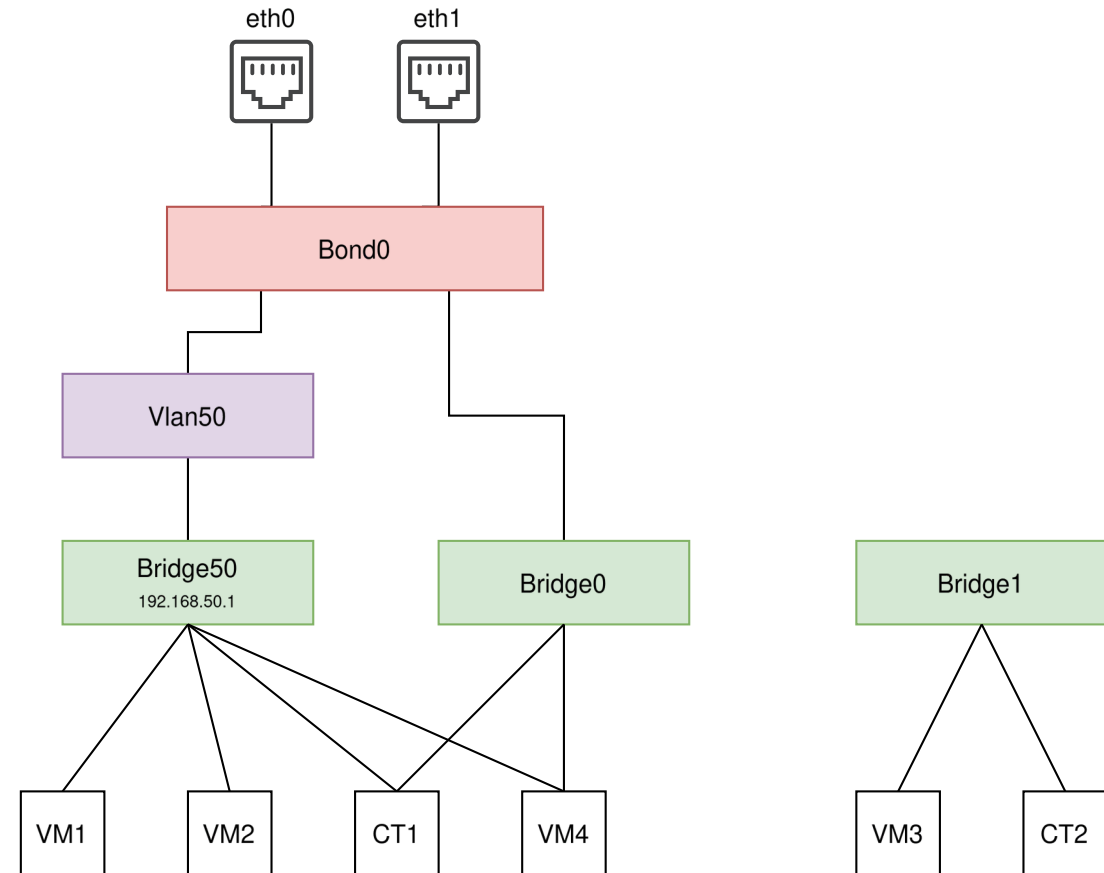 eth0
eth1
Bond0
Vlan50
Bridge50
192.168.50.1
Bridge0
Bridge1
VM1
VM2
CT1
VM4
VM3
CT2